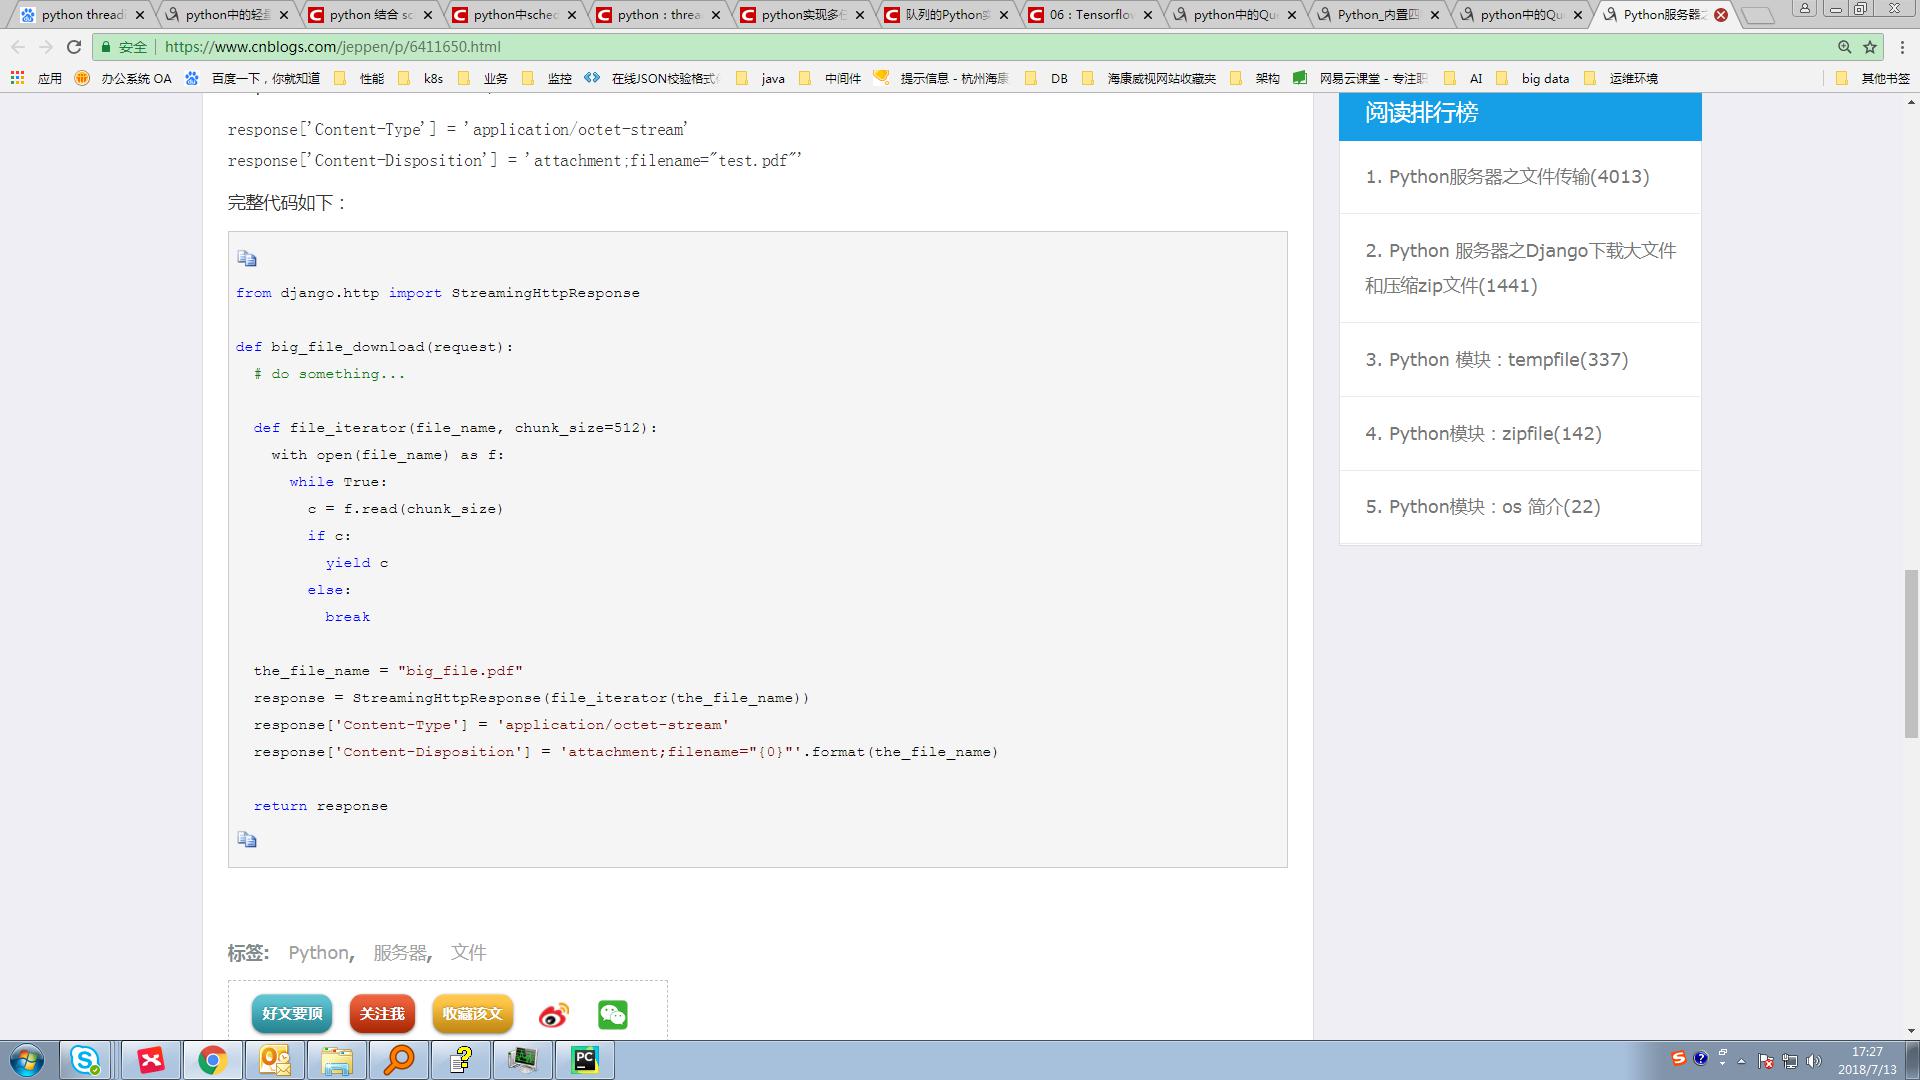 python thread
python中的轻量
python 结合 sc
python中sched
python：threa
python实现多任
队列的Python实
06：Tensorflow
python中的Que
Python_内置四
python中的Que
Python服务器之
安全 https://www.cnblogs.com/jeppen/p/6411650.html
应用 办公系统 OA 百度一下，你就知道 性能 k8s 业务 监控 在线JSON校验格式化 java 中间件 提示信息 - 杭州海康 DB 海康威视网站收藏夹 架构 网易云课堂 - 专注职 AI big data 运维环境 其他书签
response['Content-Type'] = 'application/octet-stream'
response['Content-Disposition'] = 'attachment;filename="test.pdf"'
完整代码如下：
from django.http import StreamingHttpResponse
def big_file_download(request):
# do something...
def file_iterator(file_name, chunk_size=512):
with open(file_name) as f:
while True:
c = f.read(chunk_size)
if c:
yield c
else:
break
the_file_name = "big_file.pdf"
response = StreamingHttpResponse(file_iterator(the_file_name))
response['Content-Type'] = 'application/octet-stream'
response['Content-Disposition'] = 'attachment;filename="{0}"'.format(the_file_name)
return response
标签: Python, 服务器, 文件
好文要顶 关注我 收藏该文
阅读排行榜
1. Python服务器之文件传输(4013)
2. Python 服务器之Django下载大文件
和压缩zip文件(1441)
3. Python 模块：tempfile(337)
4. Python模块：zipfile(142)
5. Python模块：os 简介(22)
17:27
2018/7/13